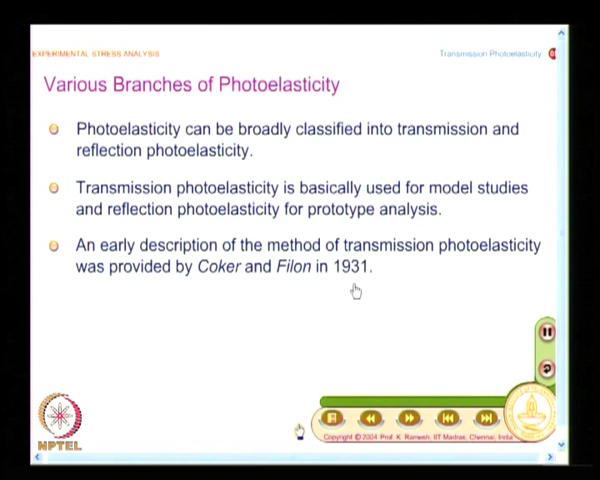 EXPERIMENTAL STRESS ANALYSIS
Transmission Photoelasticity
Various Branches of Photoelasticity
Photoelasticity can be broadly classified into transmission and
reflection photoelasticity.
Transmission photoelasticity is basically used for model studies
and reflection photoelasticity for prototype analysis.
An early description of the method of transmission photoelasticity
was provided by Coker and Filon in 1931.
NPTEL
Copyright © 2004 Prof. K. Ramesh, IIT Madras, Chennai, India